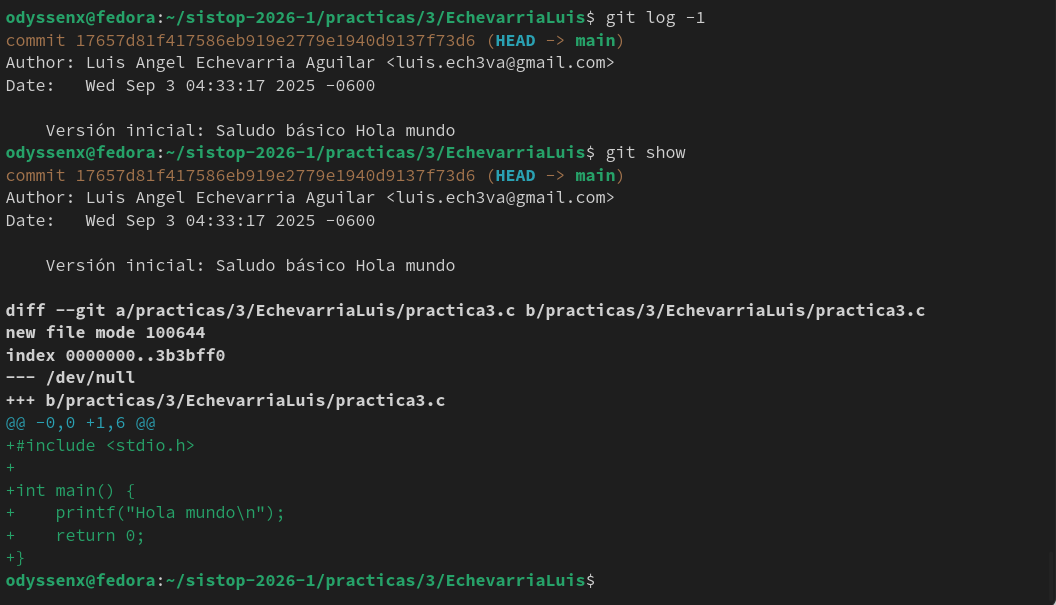 odyssenx@fedora:~/sistop-2026-1/practicas/3/EchevarriaLuis$ git log -1
commit 17657d81f417586eb919e2779e1940d9137f73d6 (HEAD -> main)
Author: Luis Angel Echevarria Aguilar <luis.ech3va@gmail.com>
Date:   Wed Sep 3 04:33:17 2025 -0600

    Versión inicial: Saludo básico Hola mundo
odyssenx@fedora:~/sistop-2026-1/practicas/3/EchevarriaLuis$ git show
commit 17657d81f417586eb919e2779e1940d9137f73d6 (HEAD -> main)
Author: Luis Angel Echevarria Aguilar <luis.ech3va@gmail.com>
Date:   Wed Sep 3 04:33:17 2025 -0600

    Versión inicial: Saludo básico Hola mundo

diff --git a/practicas/3/EchevarriaLuis/practica3.c b/practicas/3/EchevarriaLuis/practica3.c
new file mode 100644
index 0000000..3b3bff0
--- /dev/null
+++ b/practicas/3/EchevarriaLuis/practica3.c
@@ -0,0 +1,6 @@
+#include <stdio.h>
+
+int main() {
+    printf("Hola mundo\n");
+    return 0;
+}
odyssenx@fedora:~/sistop-2026-1/practicas/3/EchevarriaLuis$